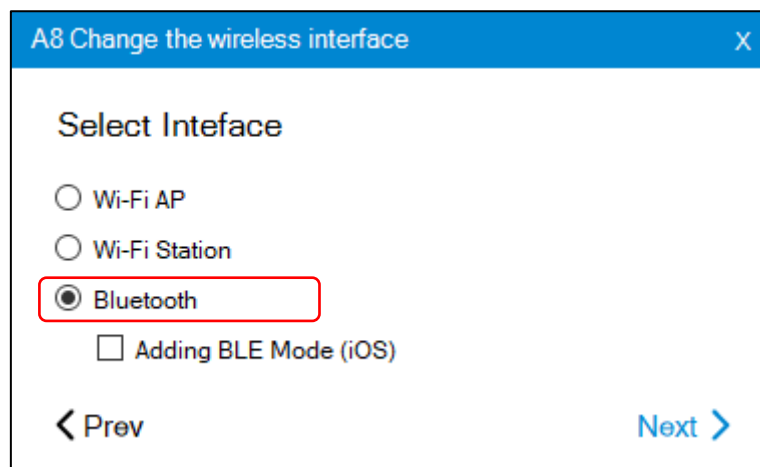 A8 Change the wireless interface X
Select Inteface
Wi-Fi AP
Wi-Fi Station
Bluetooth
Adding BLE Mode (iOS)
Prev Next